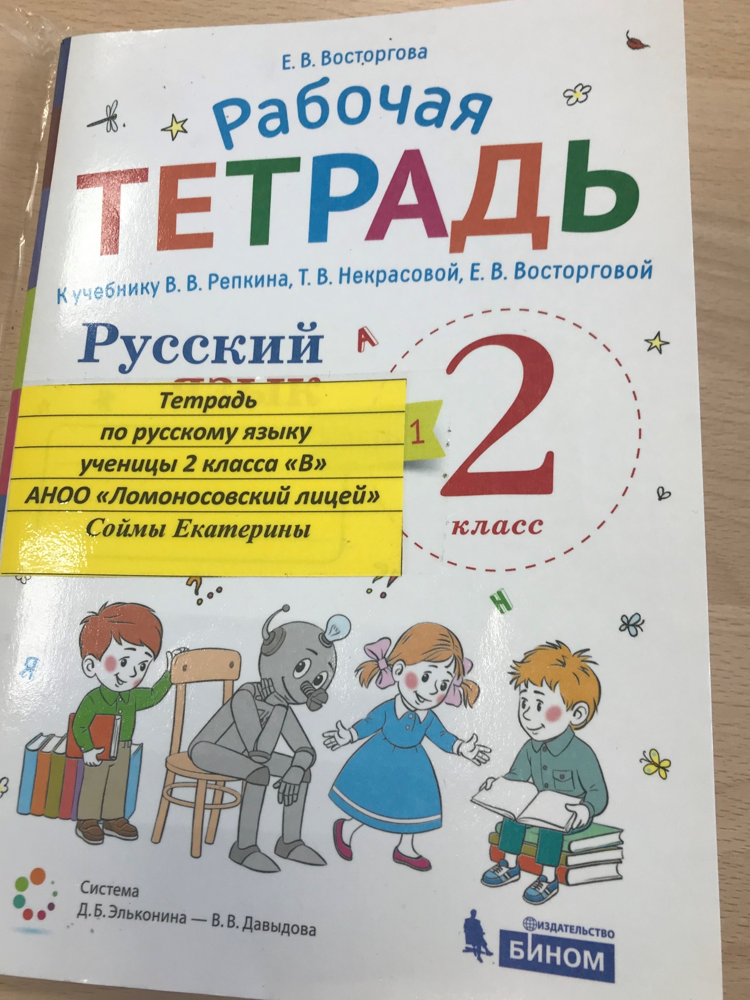 Е. В. Восторгова
Рабочая
ТЕТРАДЬ
К учебнику В. В. Репкина, Т. В. Некрасовой, Е. В. Восторговой
Русский
язык
А
2
1
класс
Тетрадь
по русскому языку
ученицы 2 класса «В»
АНОО «Ломоносовский лицей»
Соймы Екатерины
В
Н
Я
Система
Д. Б. Эльконина — В. В. Давыдова
ИЗДАТЕЛЬСТВО
БИНОМ